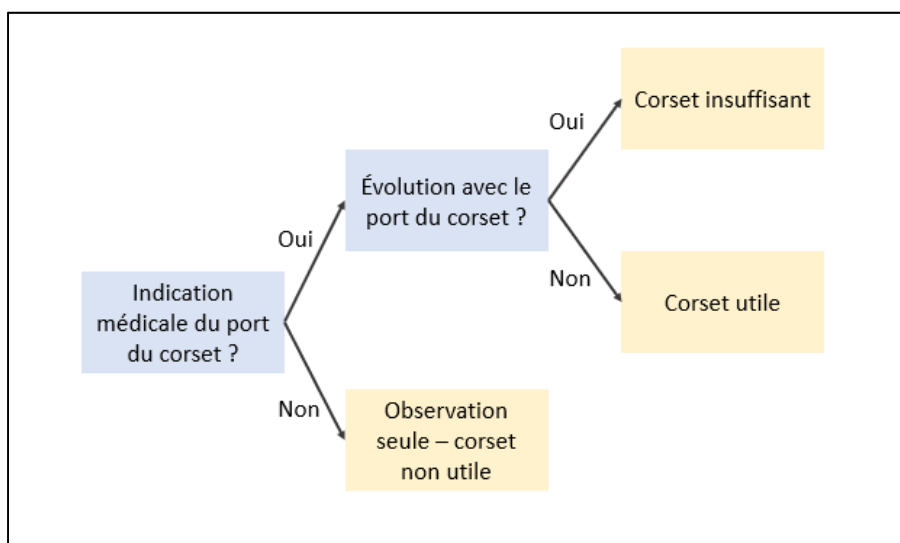 Indication
médicale du port
du corset ?
Oui
Non
Évolution avec le
port du corset ?
Observation
seule – corset
non utile
Oui
Non
Corset insuffisant
Corset utile